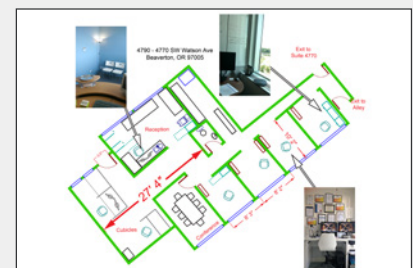 4790 - 4770 SW Watson Ave
Beaverton, OR 97005
Exit to
Suite 4770
Exit to
Alley
Reception
27' 4"
Cubicles
Conference